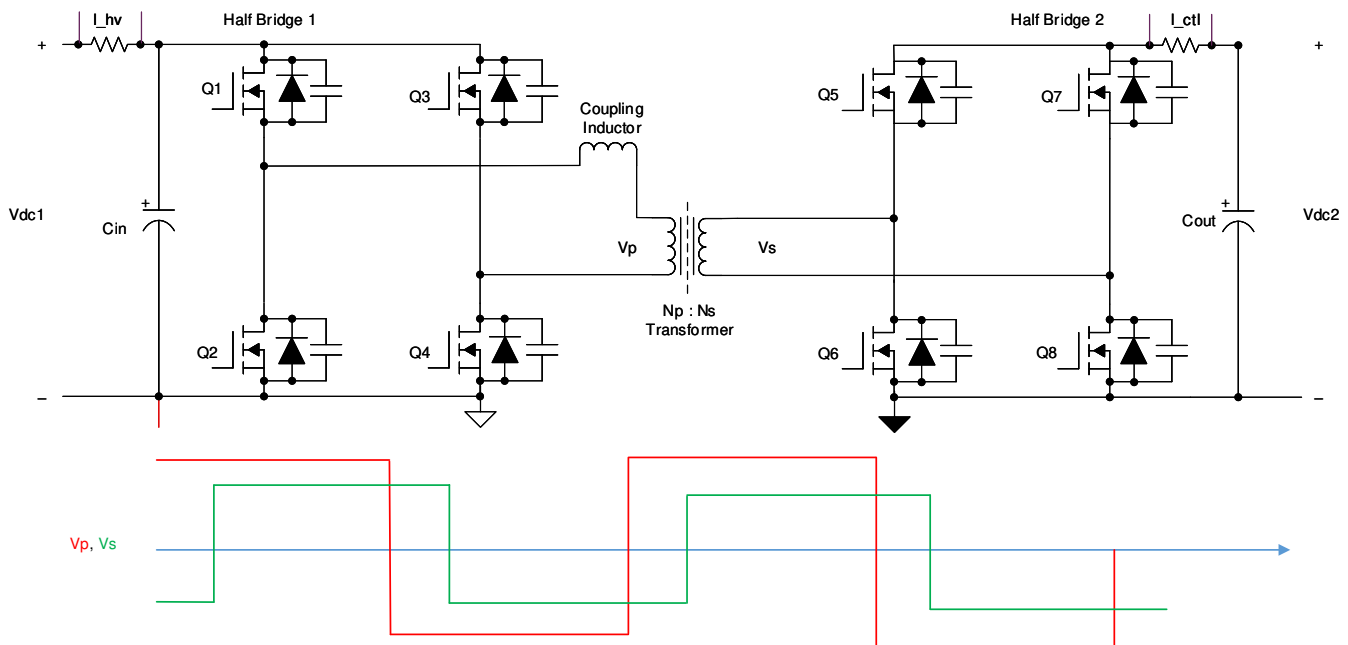 I_hv
Half Bridge 1
Half Bridge 2
I_ctl
+
+
Q1
Q3
Q5
Q7
Coupling
Inductor
Vdc1
+
Cin
Vp
Vs
+
Cout
Vdc2
Np : Ns
Transformer
Q2
Q4
Q6
Q8
–
–
Vp, Vs